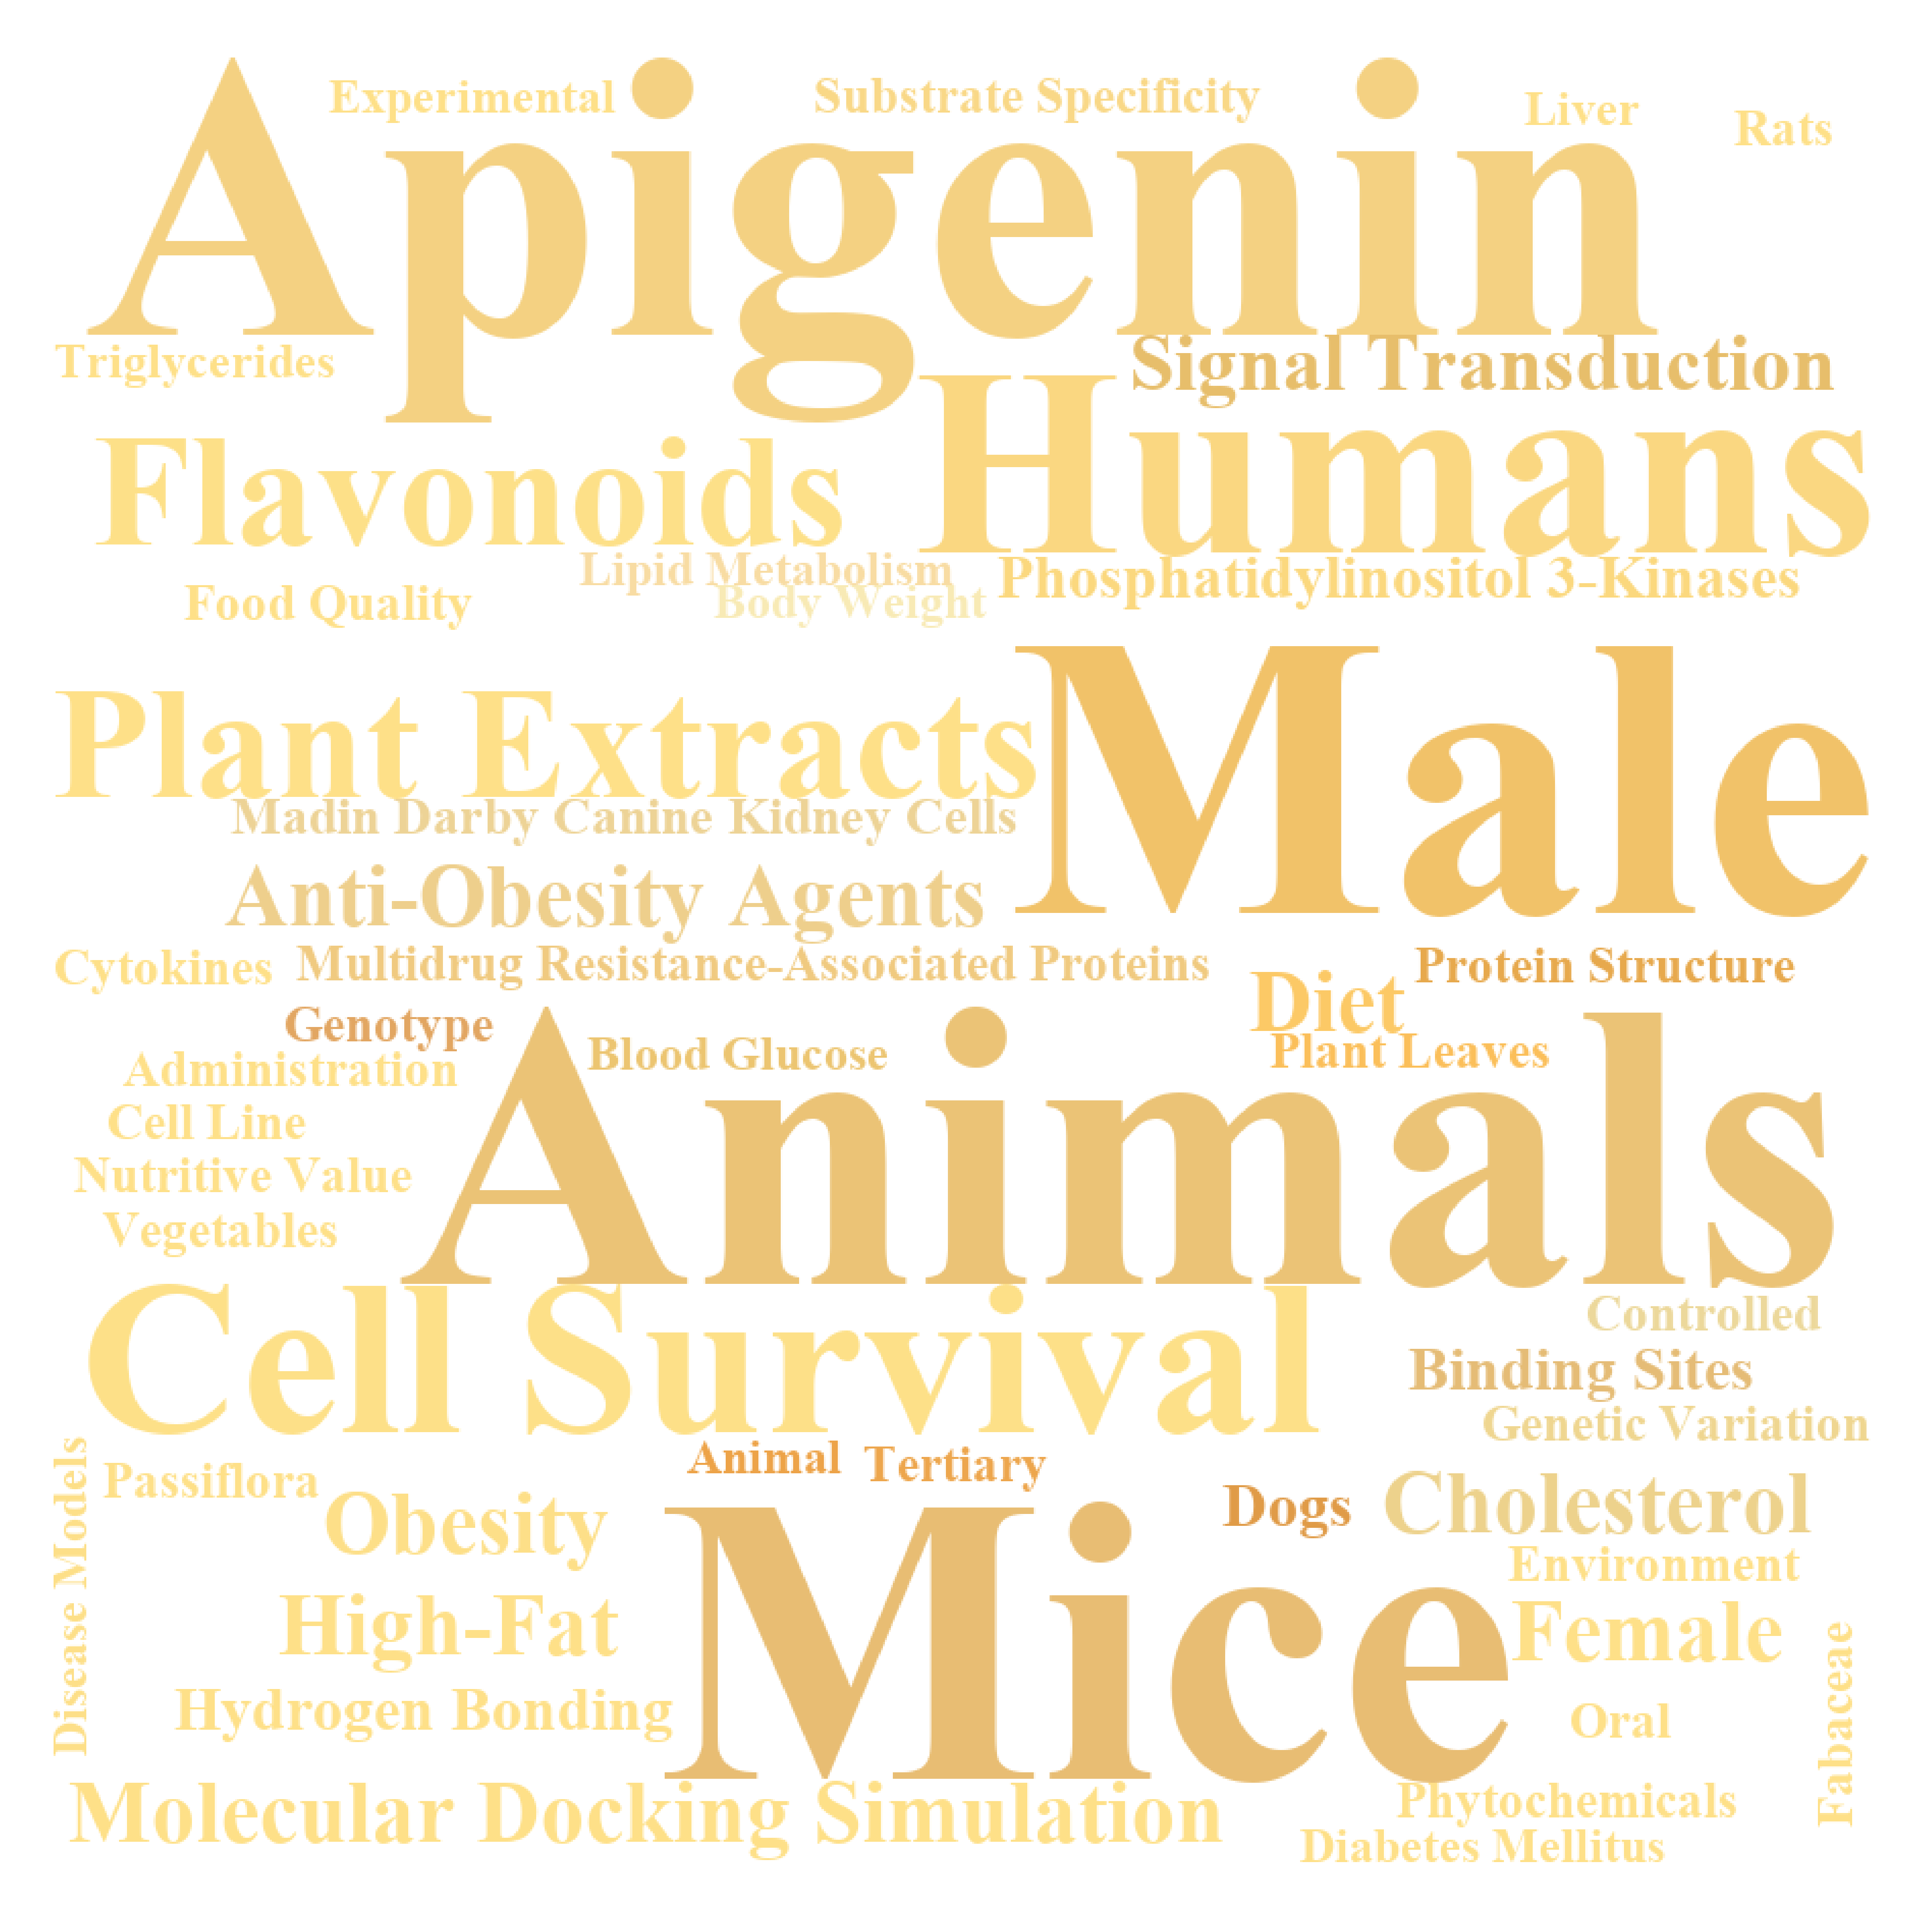 Apigenin
Experimental
Substrate Specificity
Liver
Rats
Triglycerides
Signal Transduction
Flavonoids
Humans
Lipid Metabolism
Phosphatidylinositol 3-Kinases
Food Quality
Body Weight
Plant Extracts
Male
Madin Darby Canine Kidney Cells
Anti-Obesity Agents
Cytokines
Multidrug Resistance-Associated Proteins
Protein Structure
Diet
Genotype
Blood Glucose
Plant Leaves
Administration
Animals
Cell Line
Nutritive Value
Vegetables
Cell Survival
Controlled
Binding Sites
Genetic Variation
Disease Models
Passiflora
Animal
Tertiary
Obesity
Mice
Dogs
Cholesterol
Environment
High-Fat
Female
Fabaceae
Hydrogen Bonding
Oral
Molecular Docking Simulation
Phytochemicals
Diabetes Mellitus